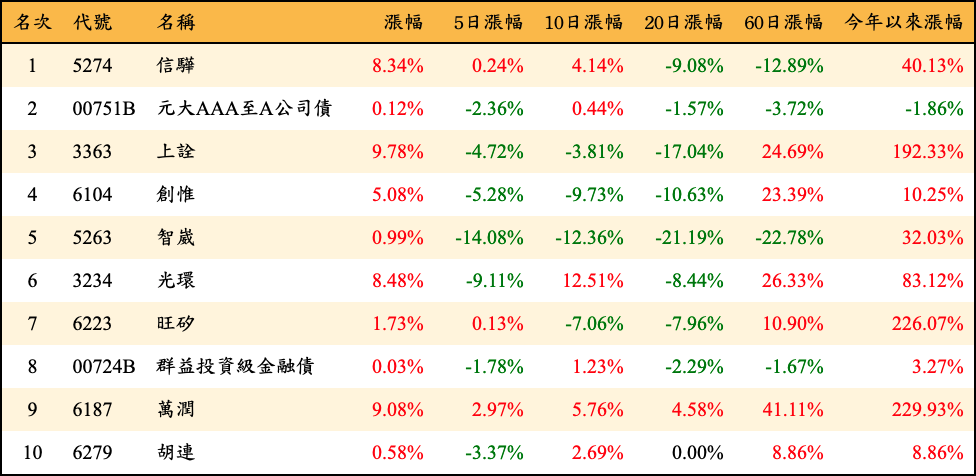 名次 代號 名稱 漲幅 5日漲幅 10日漲幅 20日漲幅 60日漲幅 今年以來漲幅
1 5274 信驊 8.34% 0.24% 4.14% -9.08% -12.89% 40.13%
2 00751B 元大AAA至A公司債 0.12% -2.36% 0.44% -1.57% -3.72% -1.86%
3 3363 上詮 9.78% -4.72% -3.81% -17.04% 24.69% 192.33%
4 6104 創惟 5.08% -5.28% -9.73% -10.63% 23.39% 10.25%
5 5263 智崴 0.99% -14.08% -12.36% -21.19% -22.78% 32.03%
6 3234 光環 8.48% -9.11% 12.51% -8.44% 26.33% 83.12%
7 6223 旺矽 1.73% 0.13% -7.06% -7.96% 10.90% 226.07%
8 00724B 群益投資級金融債 0.03% -1.78% 1.23% -2.29% -1.67% 3.27%
9 6187 萬潤 9.08% 2.97% 5.76% 4.58% 41.11% 229.93%
10 6279 胡連 0.58% -3.37% 2.69% 0.00% 8.86% 8.86%